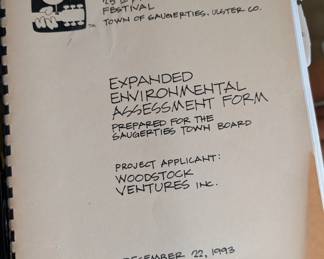 FESTIVAL
TOWN OF SAUGERTIES, ULSTER CO.
EXPANDED
ENVIRONMENTAL
ASSESSMENT FORM
PREPARED FOR THE
SAUGERTIES TOWN BOARD
PROJECT APPLICANT:
WOODSTOCK
VENTURES INC.
DECEMBER 22, 1993